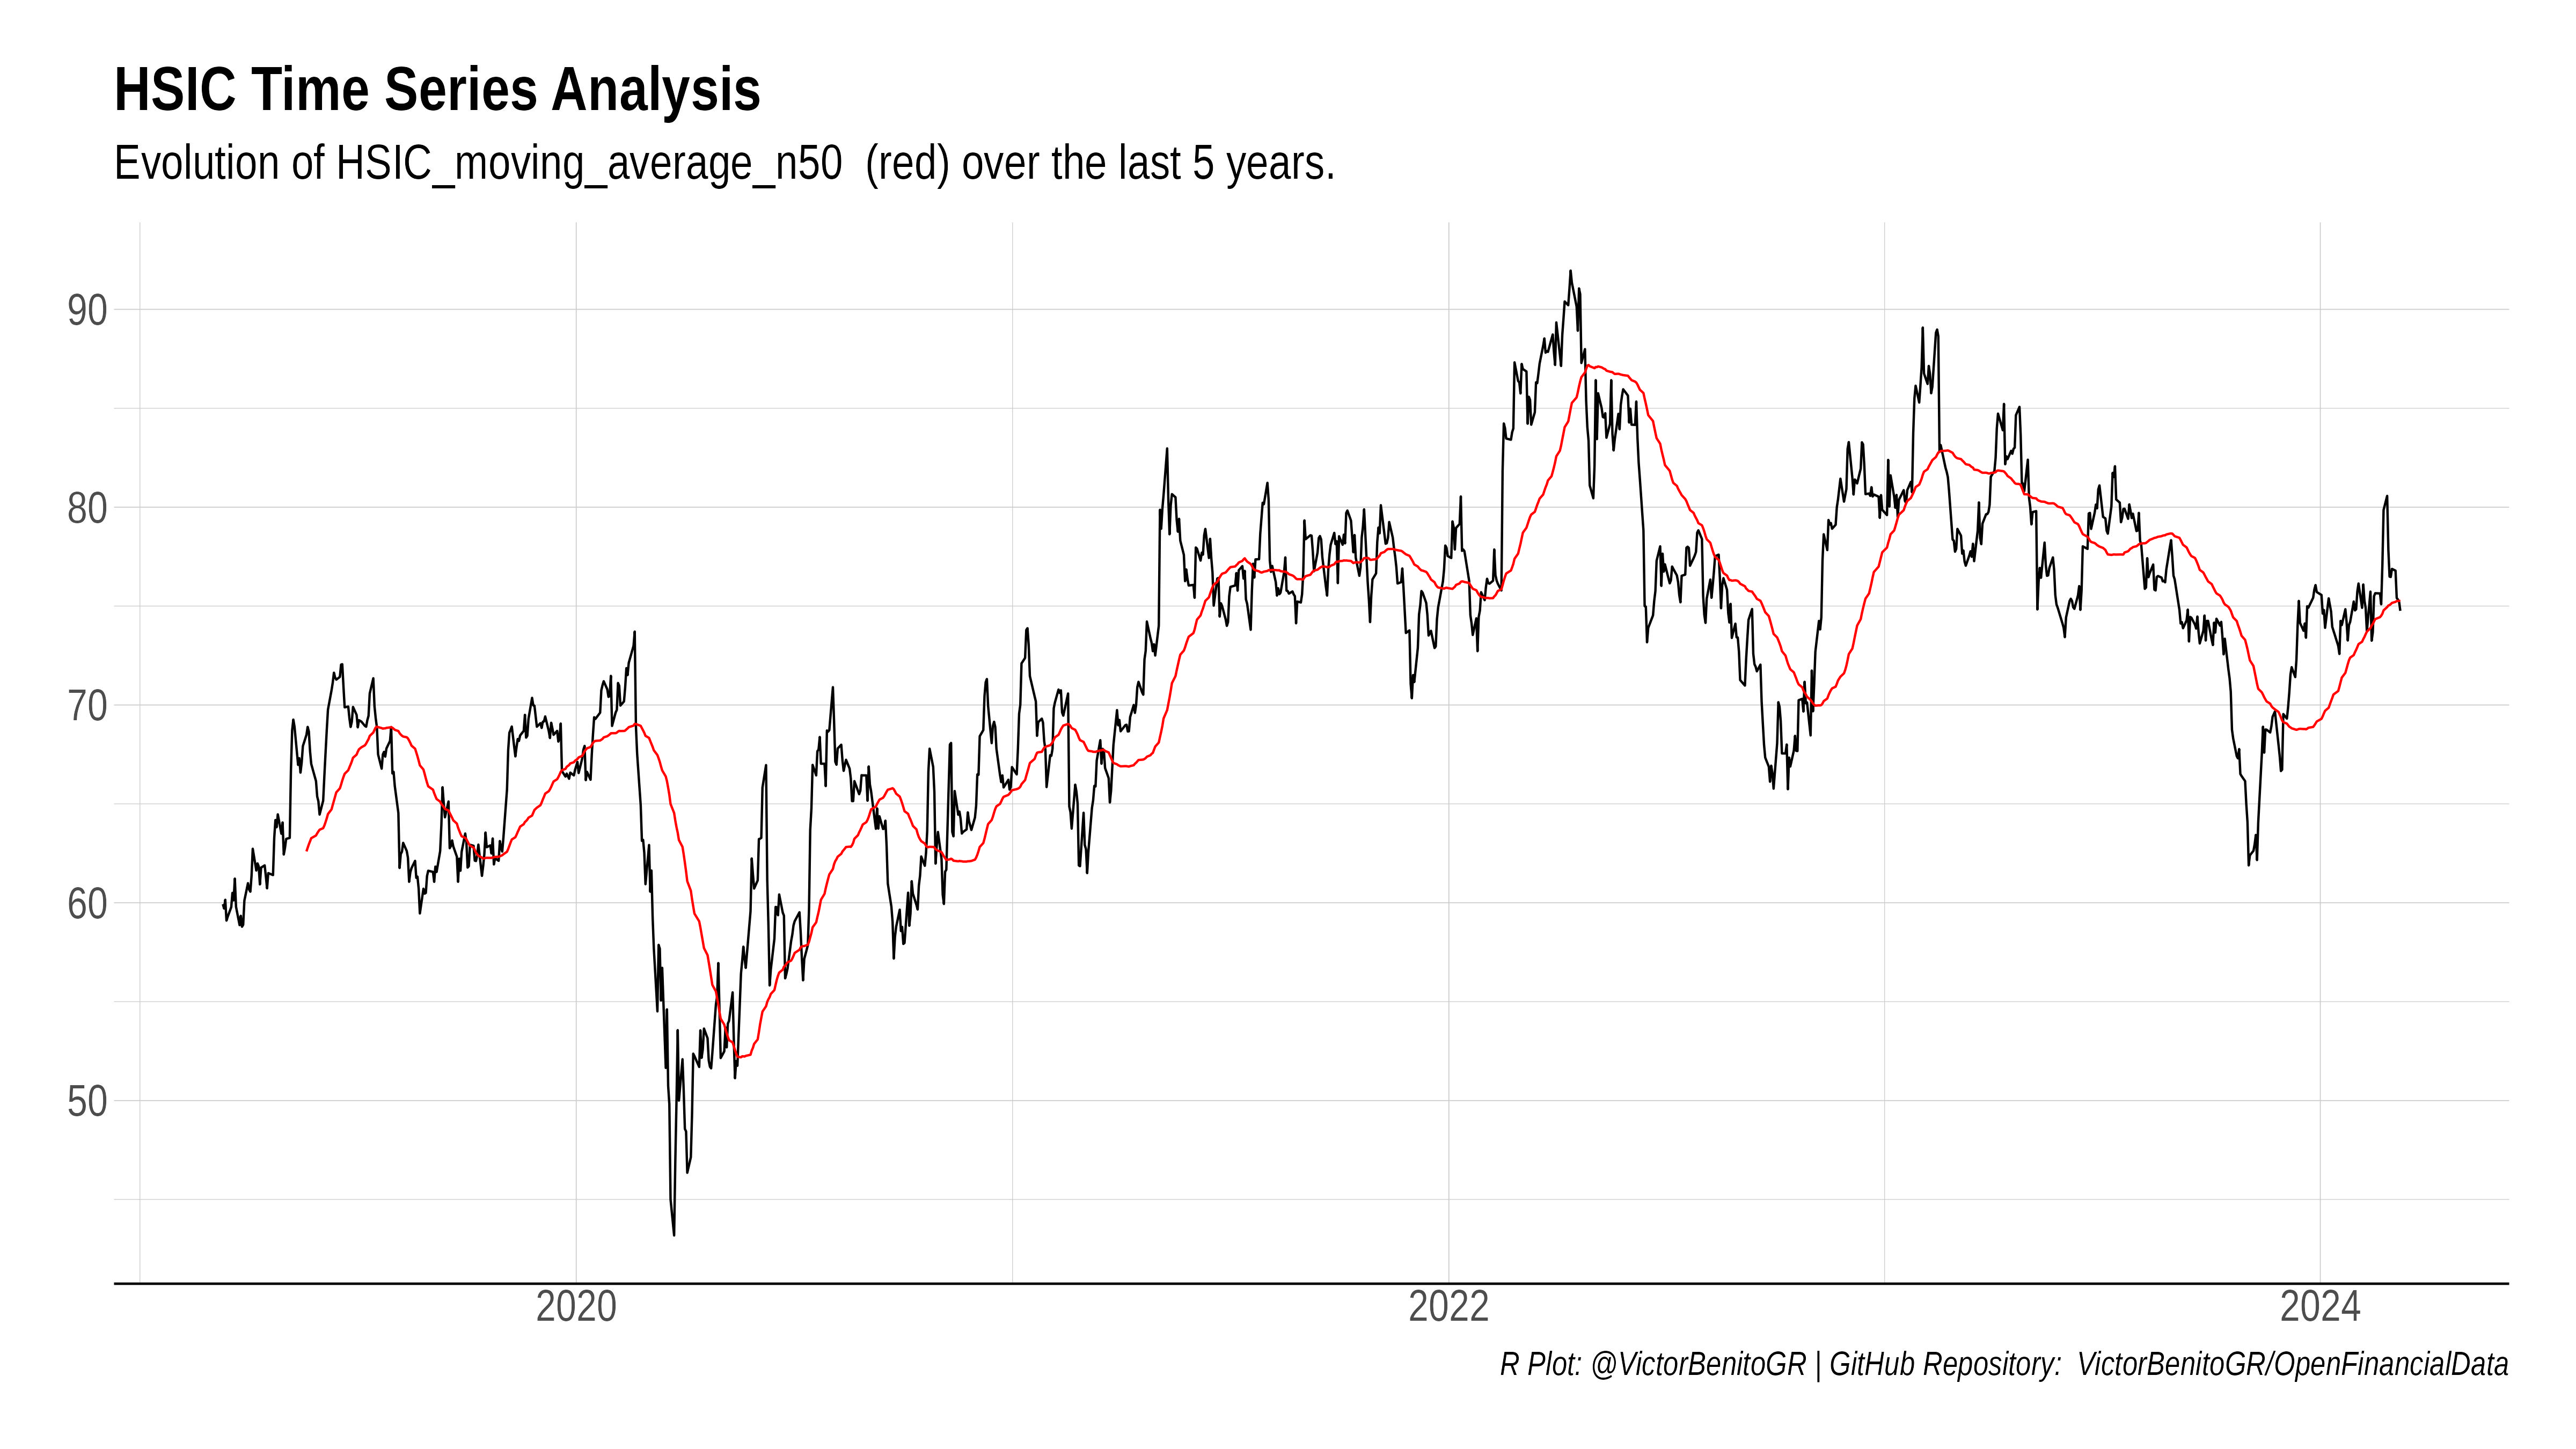 HSIC Time Series Analysis
Evolution of HSIC_moving_average_n50  (red) over the last 5 years.
90
80
70
60
50
2020
2022
2024
R Plot: @VictorBenitoGR | GitHub Repository:  VictorBenitoGR/OpenFinancialData